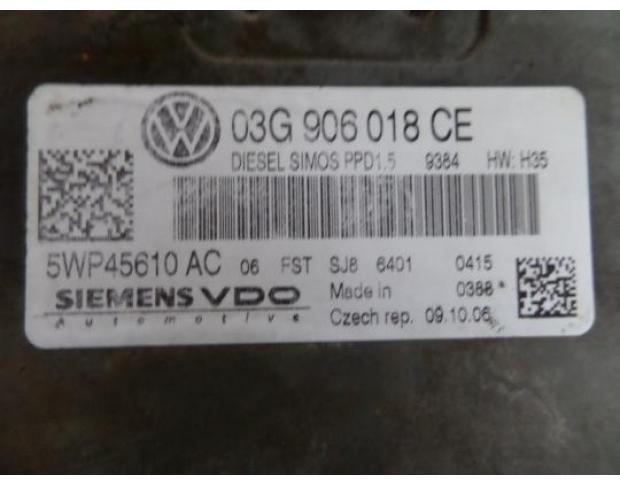 03G 906 018 CE
DIESEL SIMOS PPD1.5 9384 HW: H35
5WP45610 AC 06 FST SJB 6401 0415
SIEMENS VDO Made in 0388*
Automotive Czech rep. 09.10.06